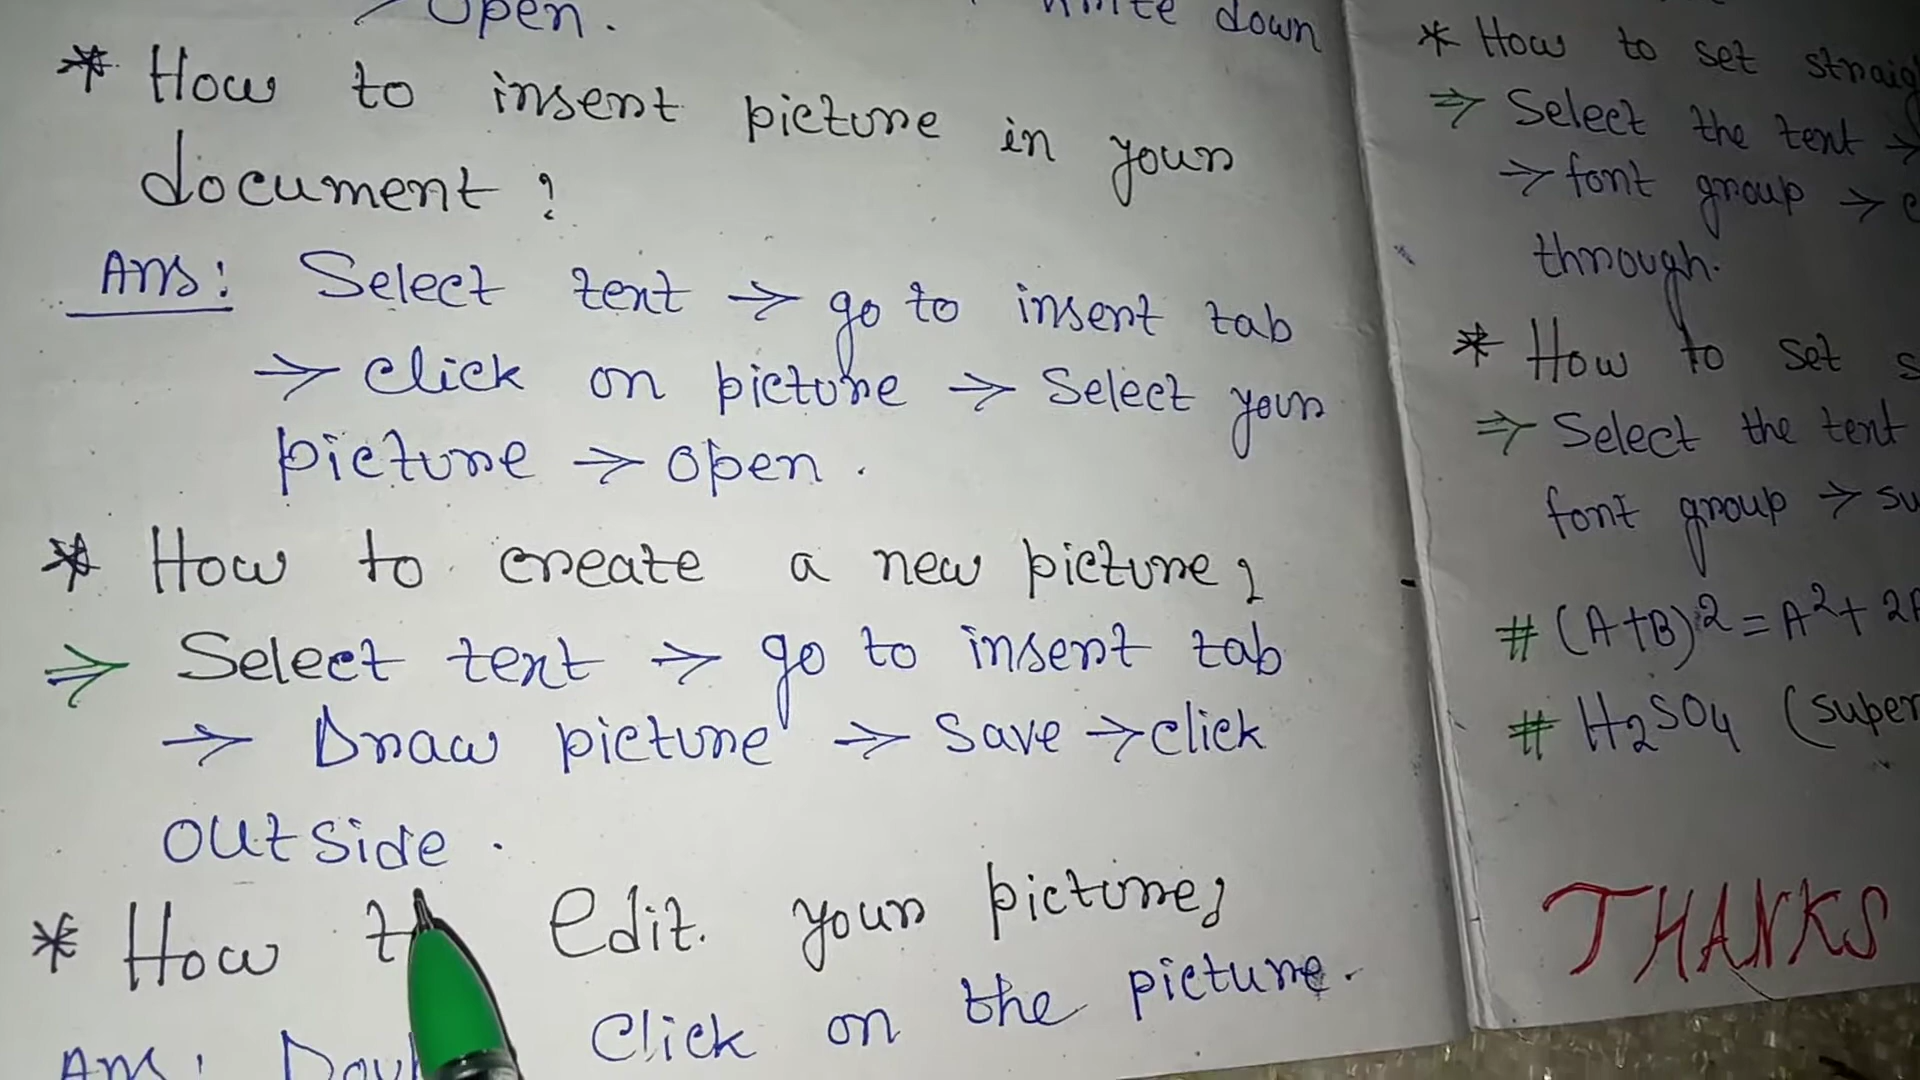 Open.
write down
* How to insert picture in your
document?
Ans: Select text → go to insert tab
→ click on picture → Select your
picture → open.
* How to create a new picture?
⇒ Select text → go to insert tab
→ Draw picture → Save → click
outside.
* How to Edit. your picture?
Ans: Click on the picture.
* How to set
⇒ Select the text →
→ font group →
through.
* How to set
⇒ Select the text
font group →
# (A+B)² = A² +
# H₂SO₄
THANKS